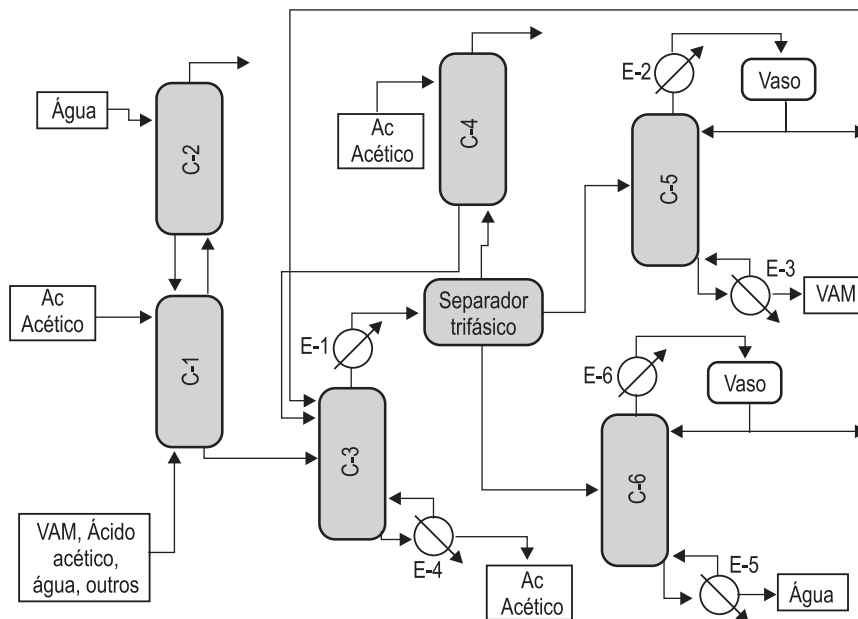 Água
C-2
Ac
Acético
C-1
VAM, Ácido
acético,
água, outros
Ac
Acético
C-4
E-1
Separador
trifásico
C-3
E-4
Ac
Acético
E-2
Vaso
C-5
E-3
VAM
E-6
Vaso
C-6
E-5
Água